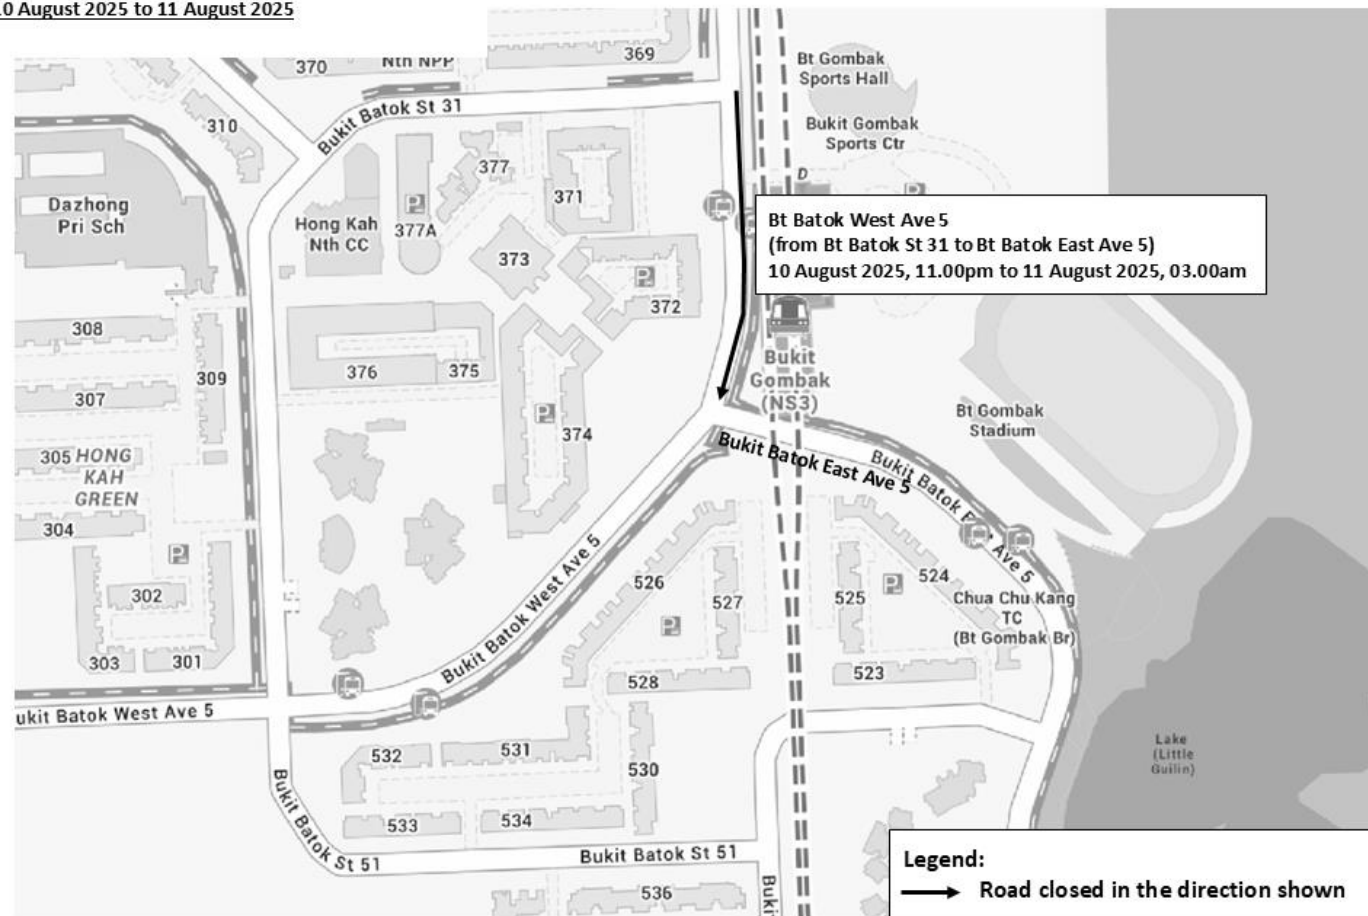 10 August 2025 to 11 August 2025
370
Nth NPP
369
Bt Gombak
Sports Hall
Bukit Batok St 31
310
Bukit Gombak
Sports Ctr
377
D
371
Dazhong
Pri Sch
Hong Kah
Nth CC
377A
Bt Batok West Ave 5
(from Bt Batok St 31 to Bt Batok East Ave 5)
10 August 2025, 11.00pm to 11 August 2025, 03.00am
373
372
308
309
376
375
307
Bukit
Gombak
(NS3)
Bt Gombak
Stadium
374
305
HONG
KAH
GREEN
304
Bukit Batok East Ave 5
Bukit Batok
Ave 5
302
303
301
526
527
525
524
Chua Chu Kang
TC
(Bt Gombak Br)
Bukit Batok West Ave 5
528
523
ukit Batok West Ave 5
532
531
530
Lake
(Little
Guilin)
533
534
Bukit Batok St 51
Bukit Batok St 51
536
Buki
Legend:
Road closed in the direction shown